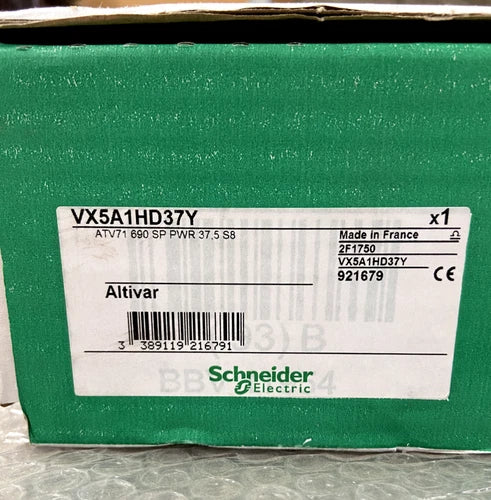 VX5A1HD37Y x1
ATV71 690 SP PWR 37,5 S8
Made in France
2F1750
VX5A1HD37Y
921679 CE
Altivar
3 389119 216791
Schneider
Electric